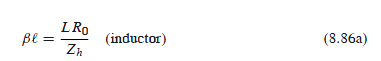 βℓ = LR₀ / Zₕ (inductor) (8.86a)